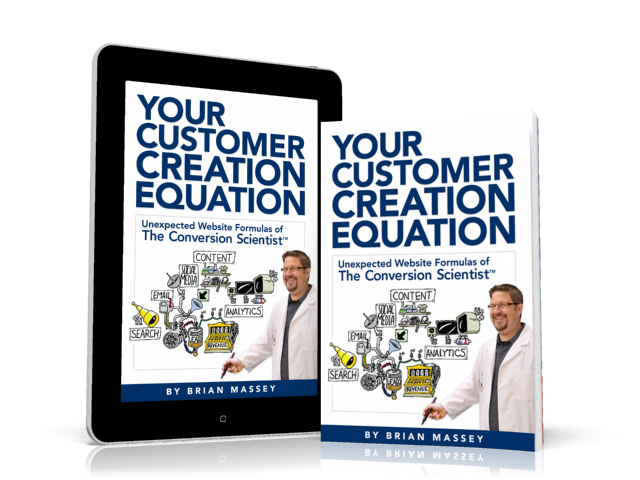 YOUR
CUSTOMER
CREATION
EQUATION
Unexpected Website Formulas of
The Conversion Scientist™
CONTENT
SOCIAL
MEDIA
EMAIL
ANALYTICS
SEARCH
REVENUE
BY BRIAN MASSEY
YOUR
CUSTOMER
CREATION
EQUATION
Unexpected Website Formulas of
The Conversion Scientist™
CONTENT
SOCIAL
MEDIA
EMAIL
ANALYTICS
SEARCH
REVENUE
BY BRIAN MASSEY